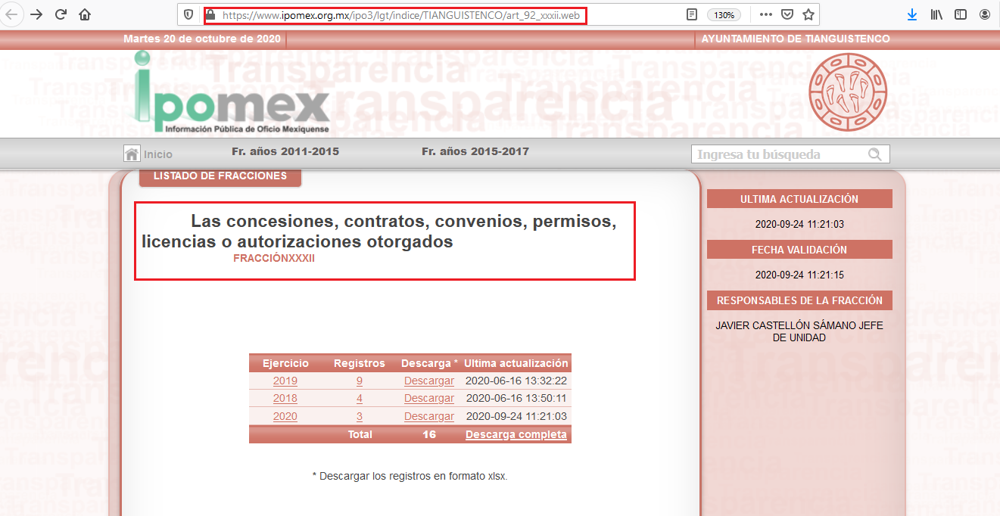 https://www.ipomex.org.mx/ipo3/lgt/indice/TIANGUISTENCO/art_92_xxxii.web
130%
Martes 20 de octubre de 2020
AYUNTAMIENTO DE TIANGUISTENCO
Transparencia
ipomex
Información Pública de Oficio Mexiquense
Inicio
Fr. años 2011-2015
Fr. años 2015-2017
Ingresa tu búsqueda
LISTADO DE FRACCIONES
Las concesiones, contratos, convenios, permisos,
licencias o autorizaciones otorgados
FRACCIÓNXXXII
Ejercicio Registros Descarga * Ultima actualización
2019 9 Descargar 2020-06-16 13:32:22
2018 4 Descargar 2020-06-16 13:50:11
2020 3 Descargar 2020-09-24 11:21:03
Total 16 Descarga completa
* Descargar los registros en formato xlsx.
ULTIMA ACTUALIZACIÓN
2020-09-24 11:21:03
FECHA VALIDACIÓN
2020-09-24 11:21:15
RESPONSABLES DE LA FRACCIÓN
JAVIER CASTELLÓN SÁMANO JEFE
DE UNIDAD